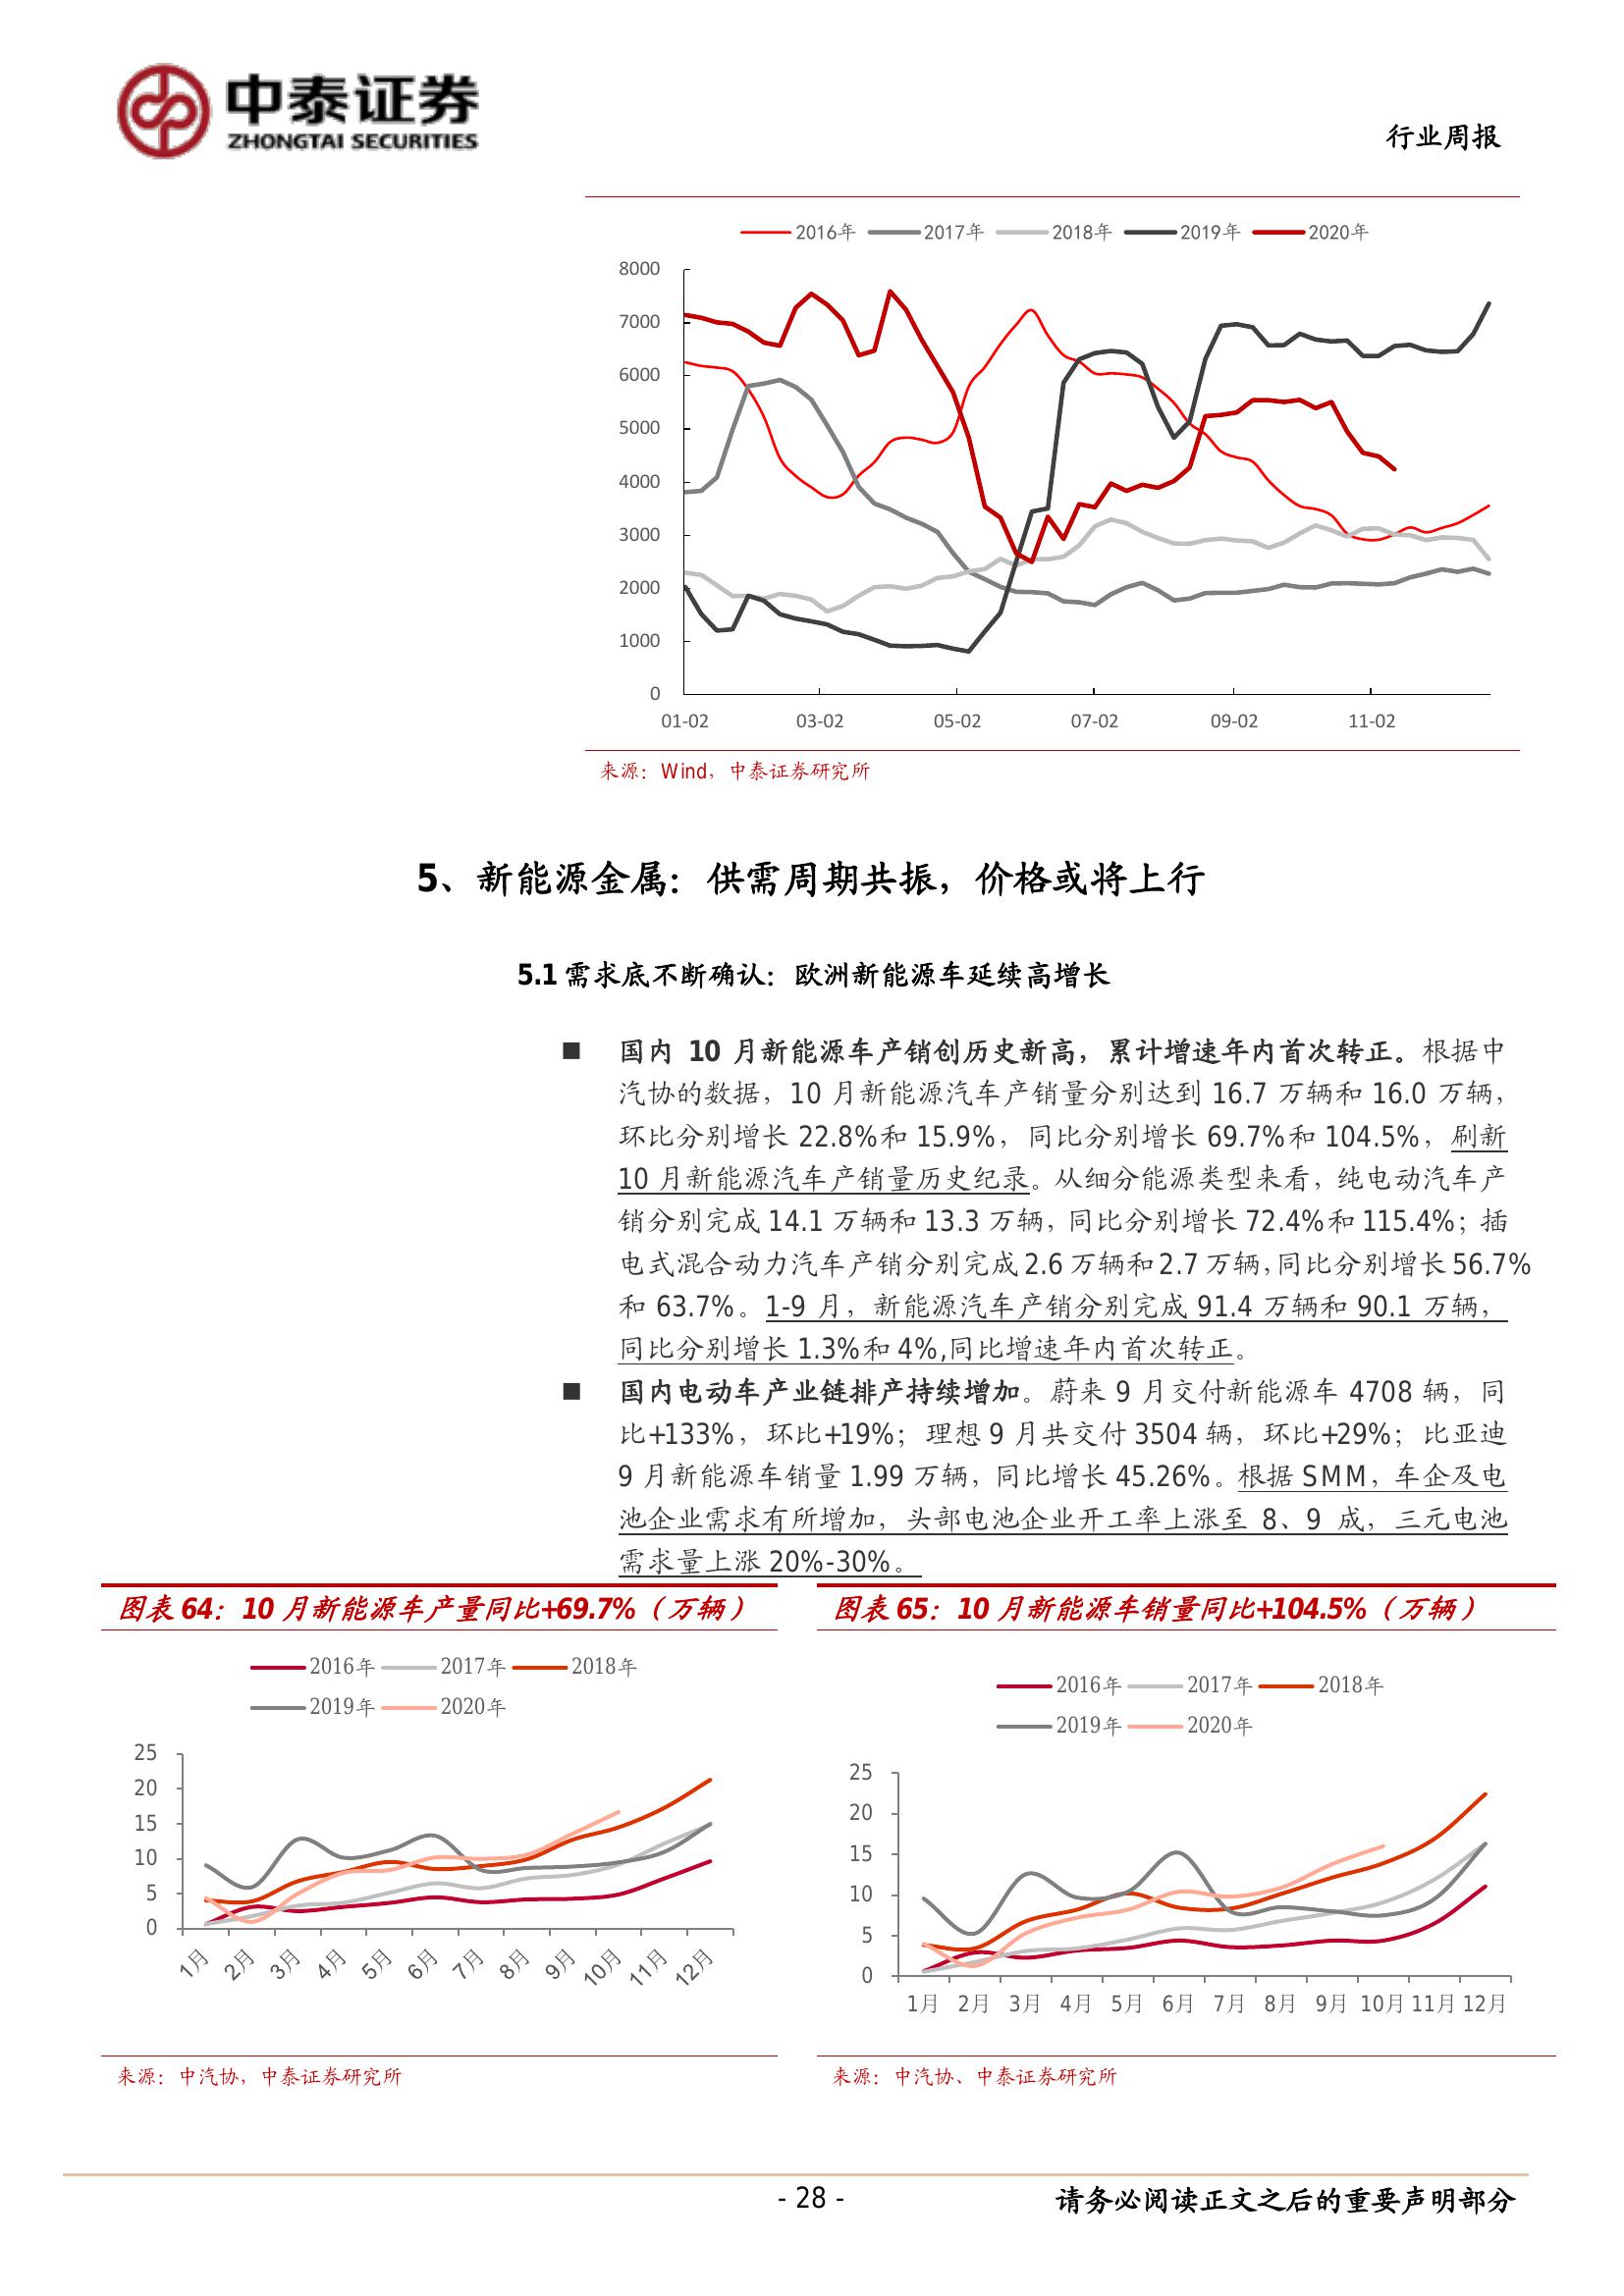 中泰证券
ZHONGTAI SECURITIES
行业周报
2016年 2017年 2018年 2019年 2020年
8000
7000
6000
5000
4000
3000
2000
1000
0
01-02 03-02 05-02 07-02 09-02 11-02
来源：Wind，中泰证券研究所
5、新能源金属：供需周期共振，价格或将上行
5.1 需求底不断确认：欧洲新能源车延续高增长
■ 国内 10 月新能源车产销创历史新高，累计增速年内首次转正。根据中
汽协的数据，10 月新能源汽车产销量分别达到 16.7 万辆和 16.0 万辆，
环比分别增长 22.8%和 15.9%，同比分别增长 69.7%和 104.5%，刷新
10 月新能源汽车产销量历史纪录。从细分能源类型来看，纯电动汽车产
销分别完成 14.1 万辆和 13.3 万辆，同比分别增长 72.4%和 115.4%；插
电式混合动力汽车产销分别完成 2.6 万辆和 2.7 万辆，同比分别增长 56.7%
和 63.7%。1-9 月，新能源汽车产销分别完成 91.4 万辆和 90.1 万辆，
同比分别增长 1.3%和 4%,同比增速年内首次转正。
■ 国内电动车产业链排产持续增加。蔚来 9 月交付新能源车 4708 辆，同
比+133%，环比+19%；理想 9 月共交付 3504 辆，环比+29%；比亚迪
9 月新能源车销量 1.99 万辆，同比增长 45.26%。根据 SMM，车企及电
池企业需求有所增加，头部电池企业开工率上涨至 8、9 成，三元电池
需求量上涨 20%-30%。
图表 64：10 月新能源车产量同比+69.7%（万辆）
2016年 2017年 2018年
2019年 2020年
25
20
15
10
5
0
1月 2月 3月 4月 5月 6月 7月 8月 9月 10月 11月 12月
来源：中汽协，中泰证券研究所
图表 65：10 月新能源车销量同比+104.5%（万辆）
2016年 2017年 2018年
2019年 2020年
25
20
15
10
5
0
1月 2月 3月 4月 5月 6月 7月 8月 9月 10月 11月 12月
来源：中汽协、中泰证券研究所
- 28 -
请务必阅读正文之后的重要声明部分